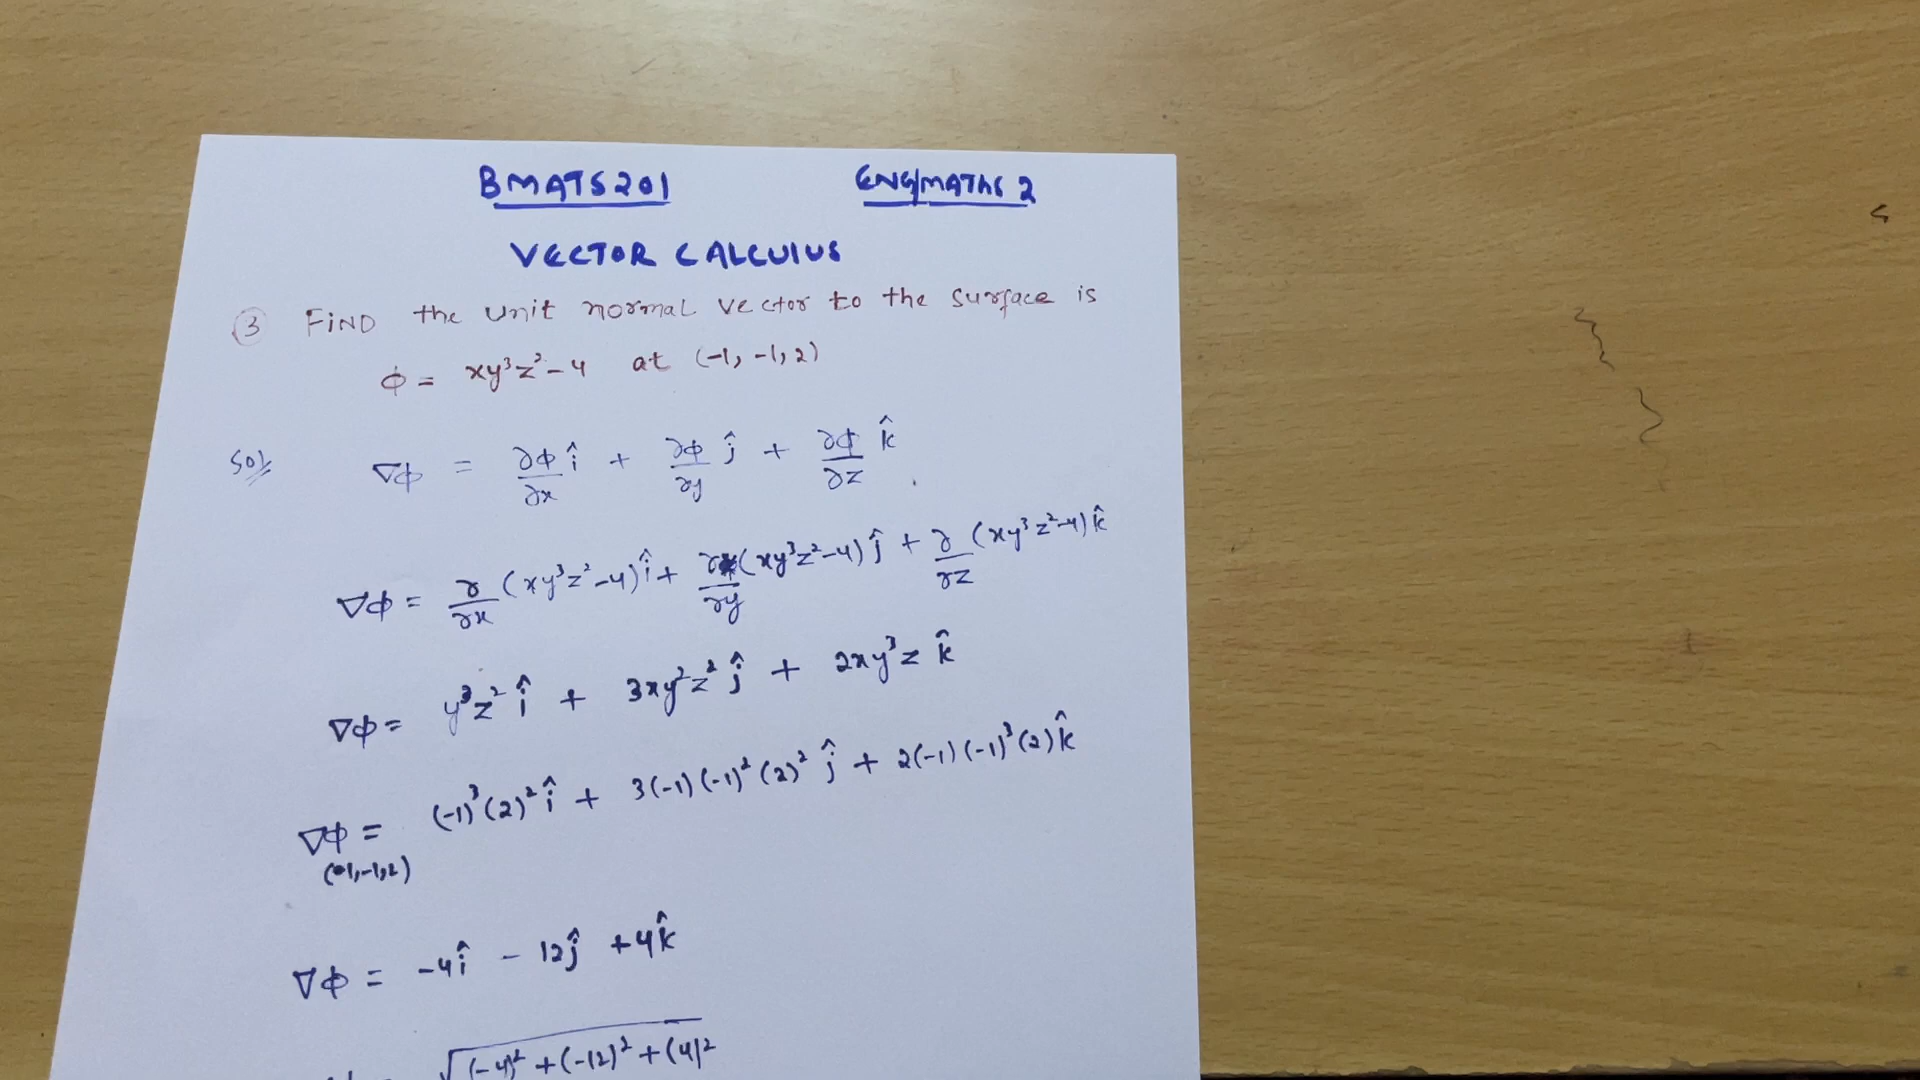 BMATS201 ENG/MATHS 2
VECTOR CALCULUS
3 FIND the unit normal vector to the surface is
ϕ = xy³z²-4 at (-1, -1, 2)
Sol ∇ϕ = ∂ϕ/∂x î + ∂ϕ/∂y ĵ + ∂ϕ/∂z k̂
∇ϕ = ∂/∂x (xy³z²-4) î + ∂/∂y (xy³z²-4) ĵ + ∂/∂z (xy³z²-4) k̂
∇ϕ = y³z² î + 3xy²z² ĵ + 2xy³z k̂
∇ϕ = (-1)³(2)² î + 3(-1)(-1)²(2)² ĵ + 2(-1)(-1)³(2) k̂
(-1,-1,2)
∇ϕ = -4î - 12ĵ +4k̂
√(-4)² + (-12)² + (4)²